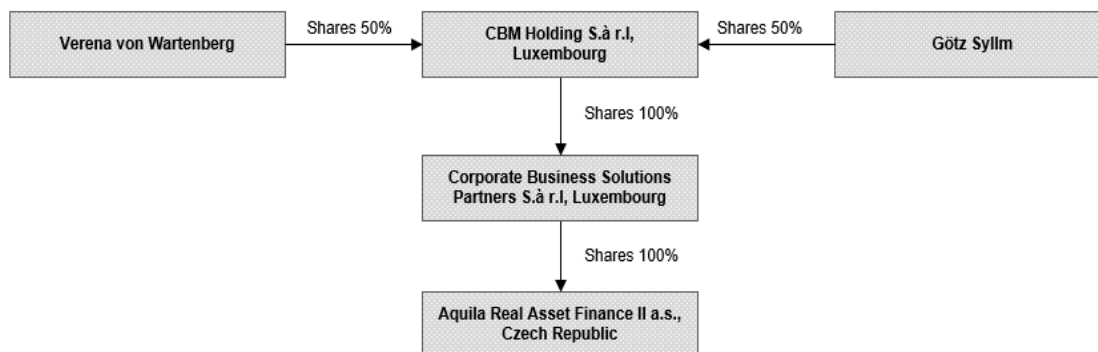 Verena von Wartenberg
Shares 50%
CBM Holding S.à r.l,
Luxembourg
Shares 50%
Götz Syllm
Shares 100%
Corporate Business Solutions
Partners S.à r.l, Luxembourg
Shares 100%
Aquila Real Asset Finance II a.s.,
Czech Republic